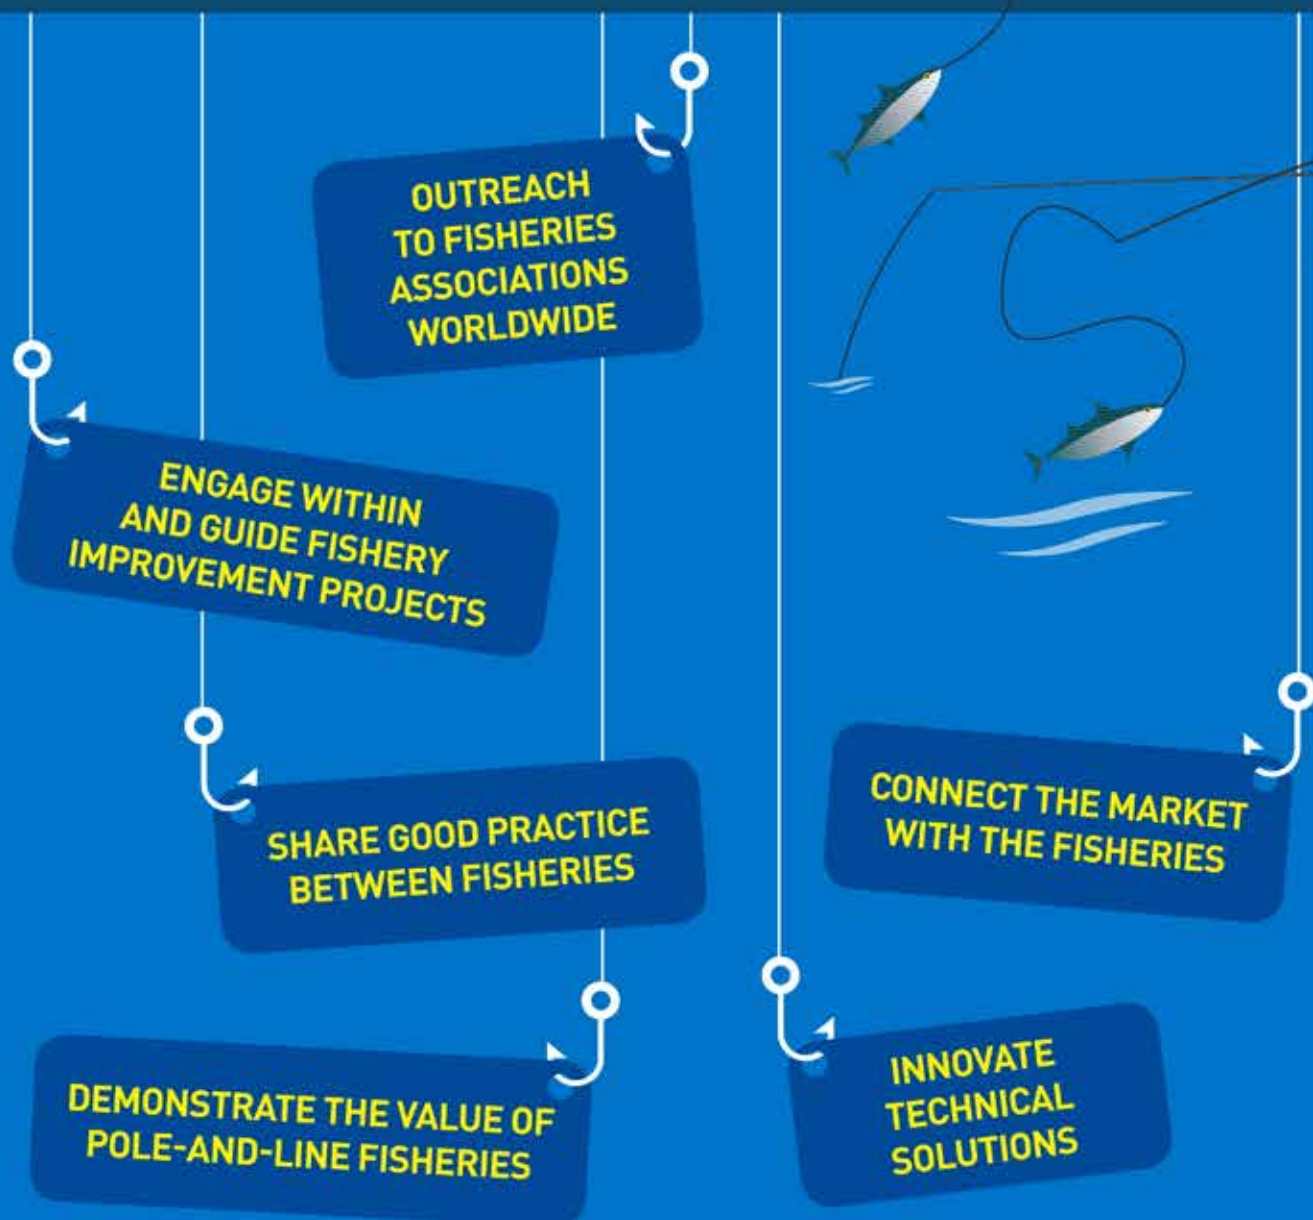 OUTREACH
TO FISHERIES
ASSOCIATIONS
WORLDWIDE
ENGAGE WITHIN
AND GUIDE FISHERY
IMPROVEMENT PROJECTS
SHARE GOOD PRACTICE
BETWEEN FISHERIES
CONNECT THE MARKET
WITH THE FISHERIES
DEMONSTRATE THE VALUE OF
POLE-AND-LINE FISHERIES
INNOVATE
TECHNICAL
SOLUTIONS